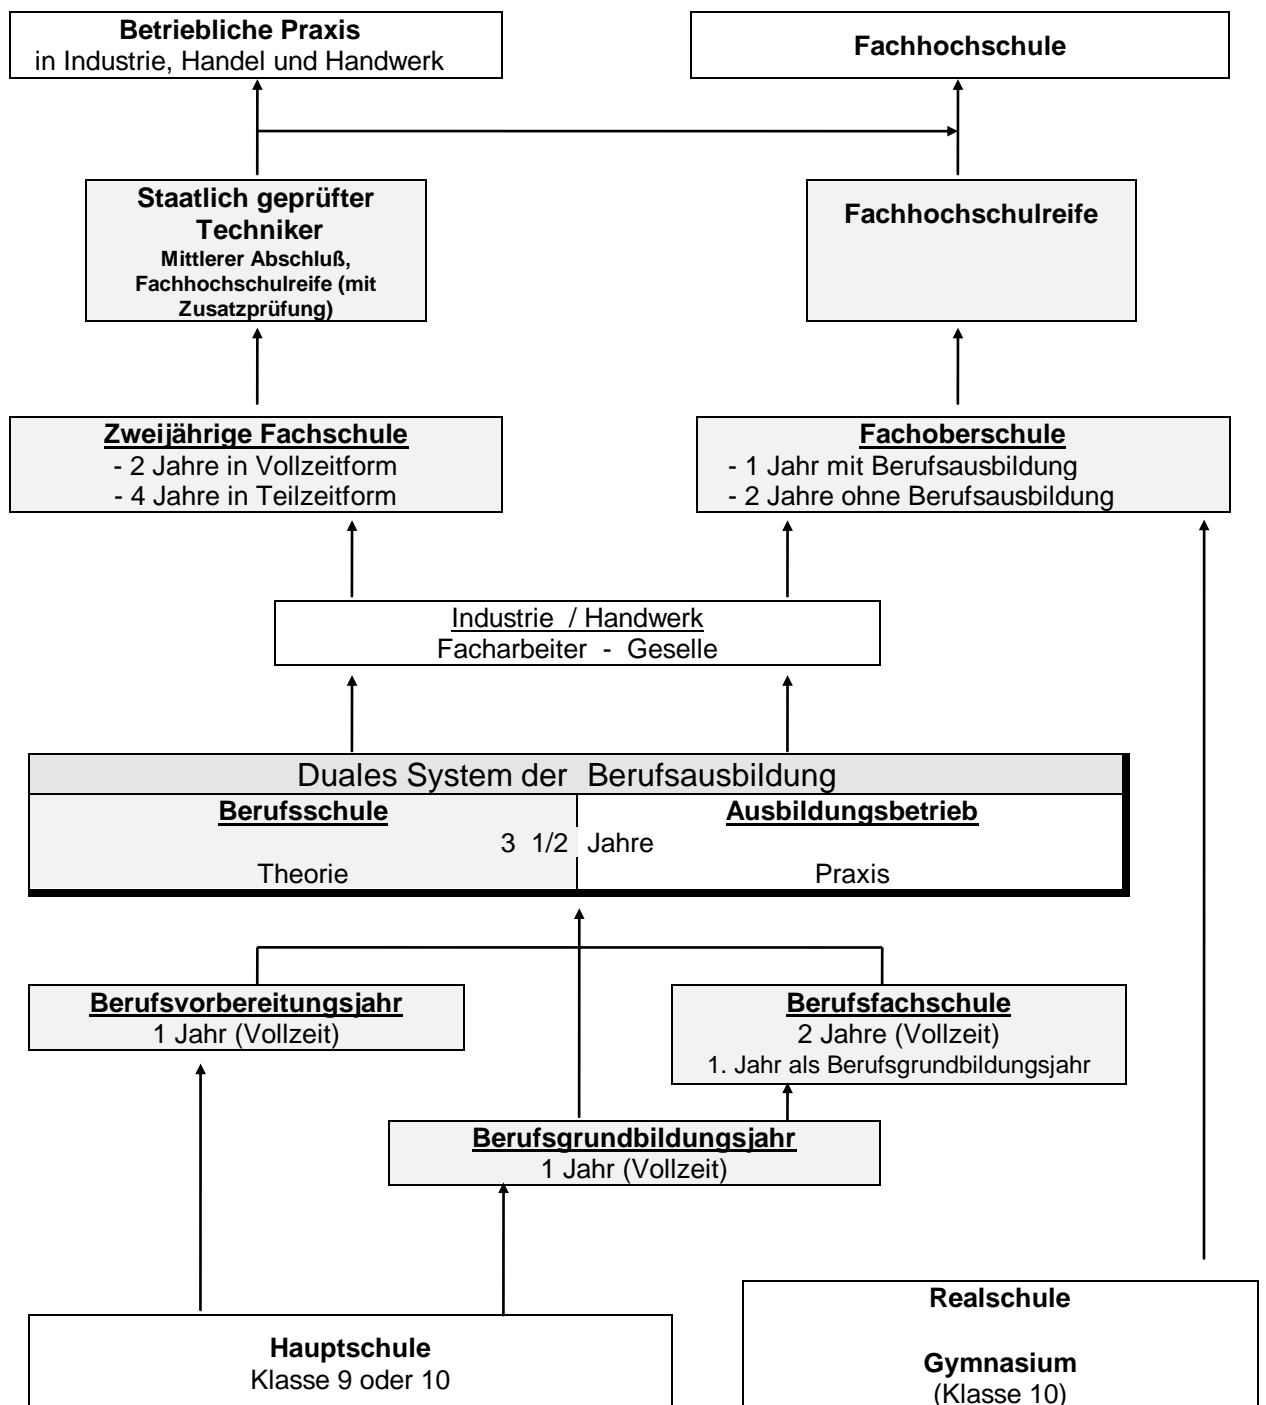 Betriebliche Praxis
in Industrie, Handel und Handwerk
Fachhochschule
Staatlich geprüfter
Techniker
Mittlerer Abschluß,
Fachhochschulreife (mit
Zusatzprüfung)
Fachhochschulreife
Zweijährige Fachschule
- 2 Jahre in Vollzeitform
- 4 Jahre in Teilzeitform
Fachoberschule
- 1 Jahr mit Berufsausbildung
- 2 Jahre ohne Berufsausbildung
Industrie / Handwerk
Facharbeiter - Geselle
Duales System der Berufsausbildung
Berufsschule
Ausbildungsbetrieb
3 1/2 Jahre
Theorie
Praxis
Berufsvorbereitungsjahr
1 Jahr (Vollzeit)
Berufsfachschule
2 Jahre (Vollzeit)
1. Jahr als Berufsgrundbildungsjahr
Berufsgrundbildungsjahr
1 Jahr (Vollzeit)
Hauptschule
Klasse 9 oder 10
Realschule
Gymnasium
(Klasse 10)